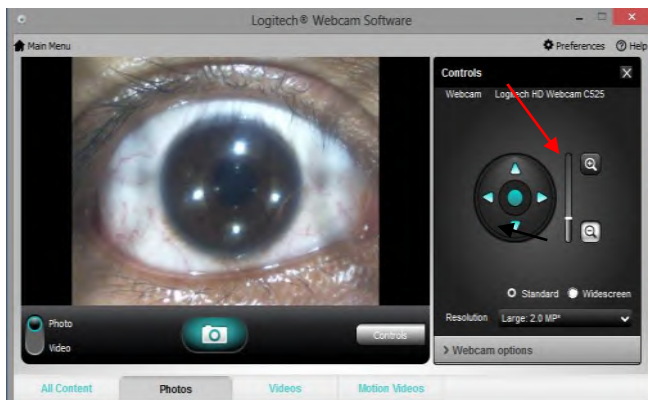 Logitech® Webcam Software
Main Menu
Preferences
Help
Controls
X
Webcam Logitech HD Webcam C525
Standard Widescreen
Resolution Large: 2.0 MP*
> Webcam options
Photo
Video
Controls
All Content Photos Videos Motion Videos